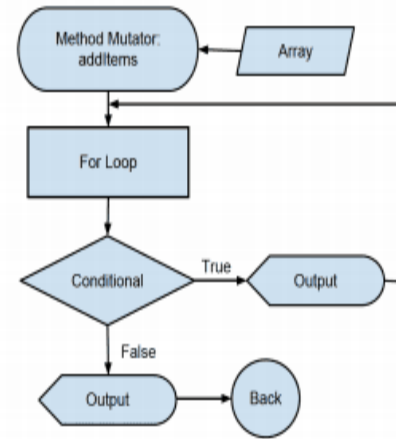 Method Mutator:
addItems
Array
For Loop
Conditional
True
Output
False
Output
Back